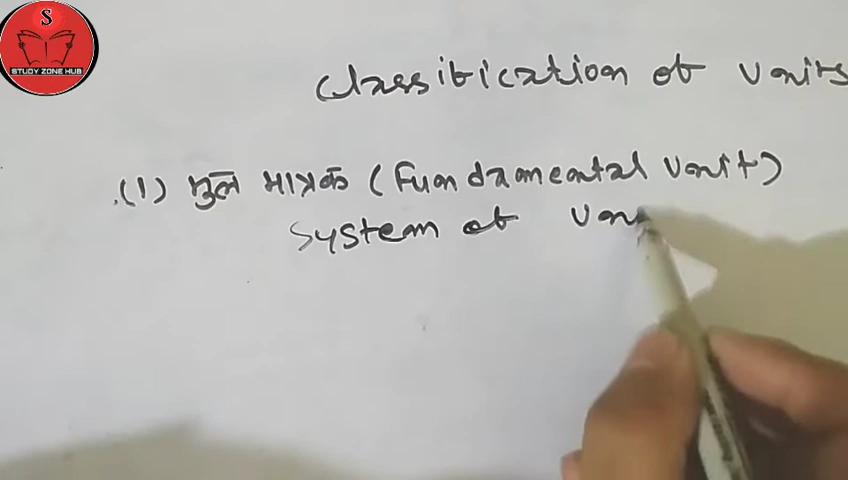 S
STUDY ZONE HUB
Classification of Units
(1) मुल मात्रक (Fundamental Unit)
System of Un